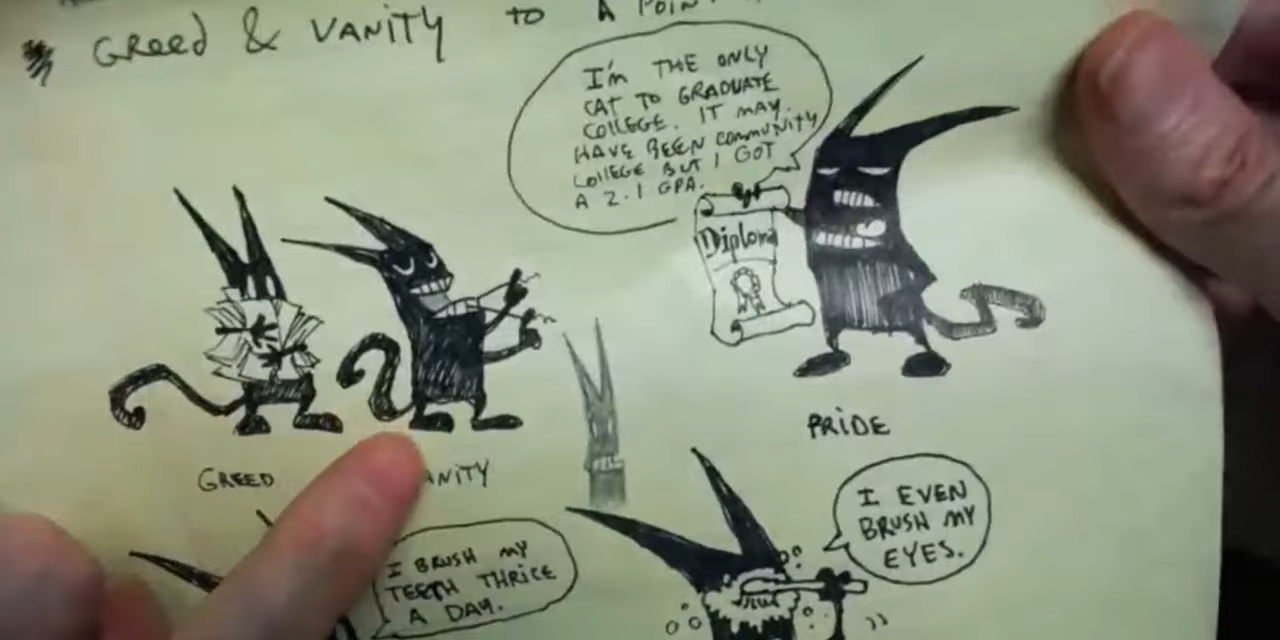 GREED & VANITY TO A POINT
I'M THE ONLY
CAT TO GRADUATE
COLLEGE. IT MAY
HAVE BEEN COMMUNITY
COLLEGE BUT I GOT
A 2.1 GPA.
Diploma
PRIDE
GREED
ANITY
I BRUSH MY
TEETH THRICE
A DAY.
I EVEN
BRUSH MY
EYES.